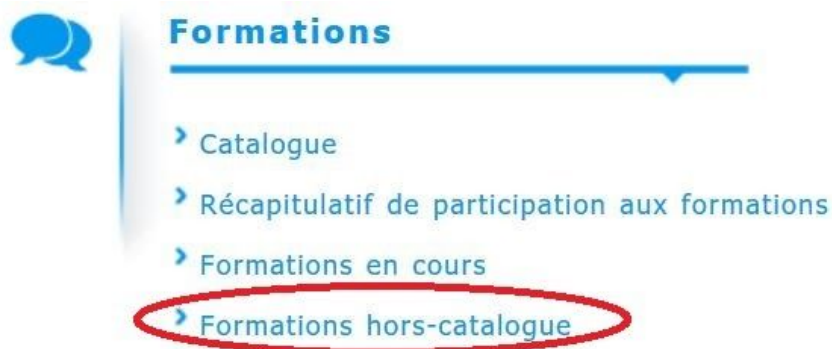 Formations
Catalogue
Récapitulatif de participation aux formations
Formations en cours
Formations hors-catalogue